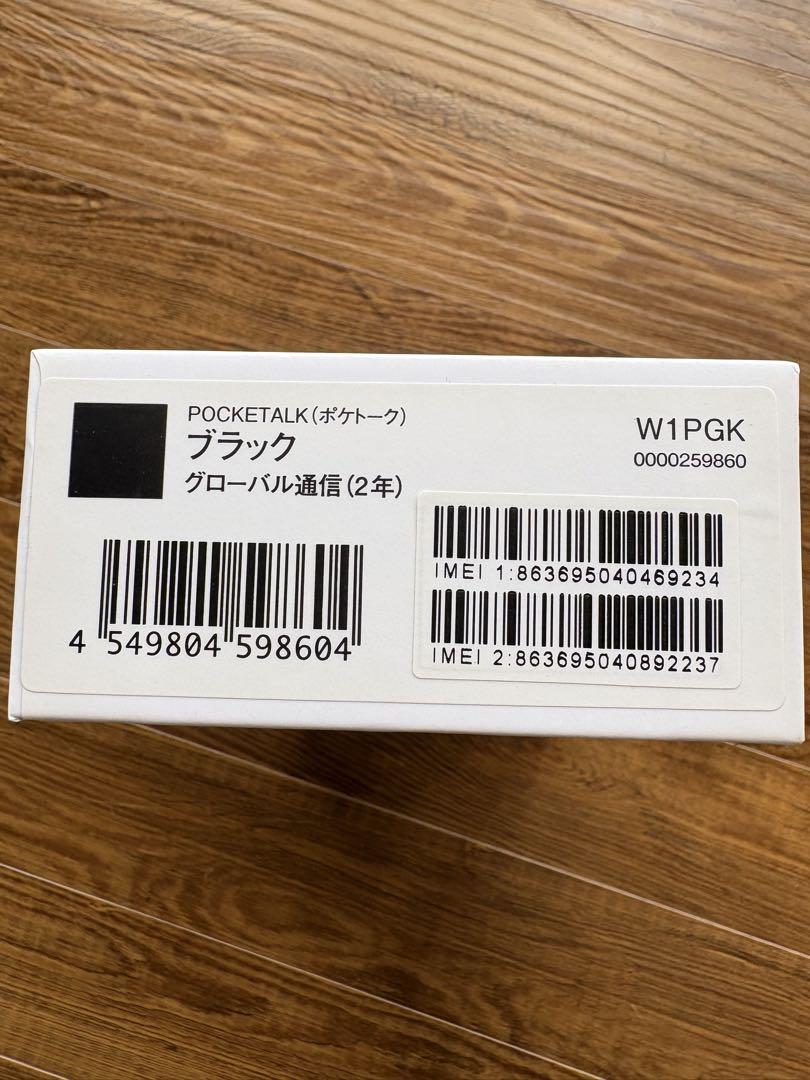 POCKETALK(ポケトーク)
ブラック
グローバル通信(2年)
W1PGK
0000259860
IMEI 1:863695040469234
IMEI 2:863695040892237
4 549804 598604